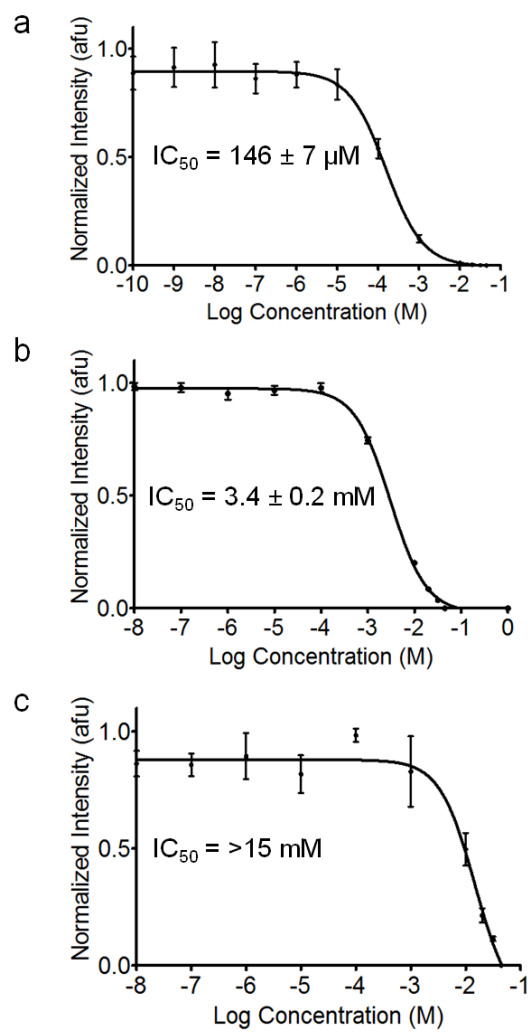 a
Normalized Intensity (afu)
1.0
0.5
0.0
IC50 = 146 ± 7 µM
-10 -9 -8 -7 -6 -5 -4 -3 -2 -1
Log Concentration (M)
b
Normalized Intensity (afu)
1.0
0.5
0.0
IC50 = 3.4 ± 0.2 mM
-8 -7 -6 -5 -4 -3 -2 -1 0
Log Concentration (M)
c
Normalized Intensity (afu)
1.0
0.5
0.0
IC50 = >15 mM
-8 -7 -6 -5 -4 -3 -2 -1
Log Concentration (M)